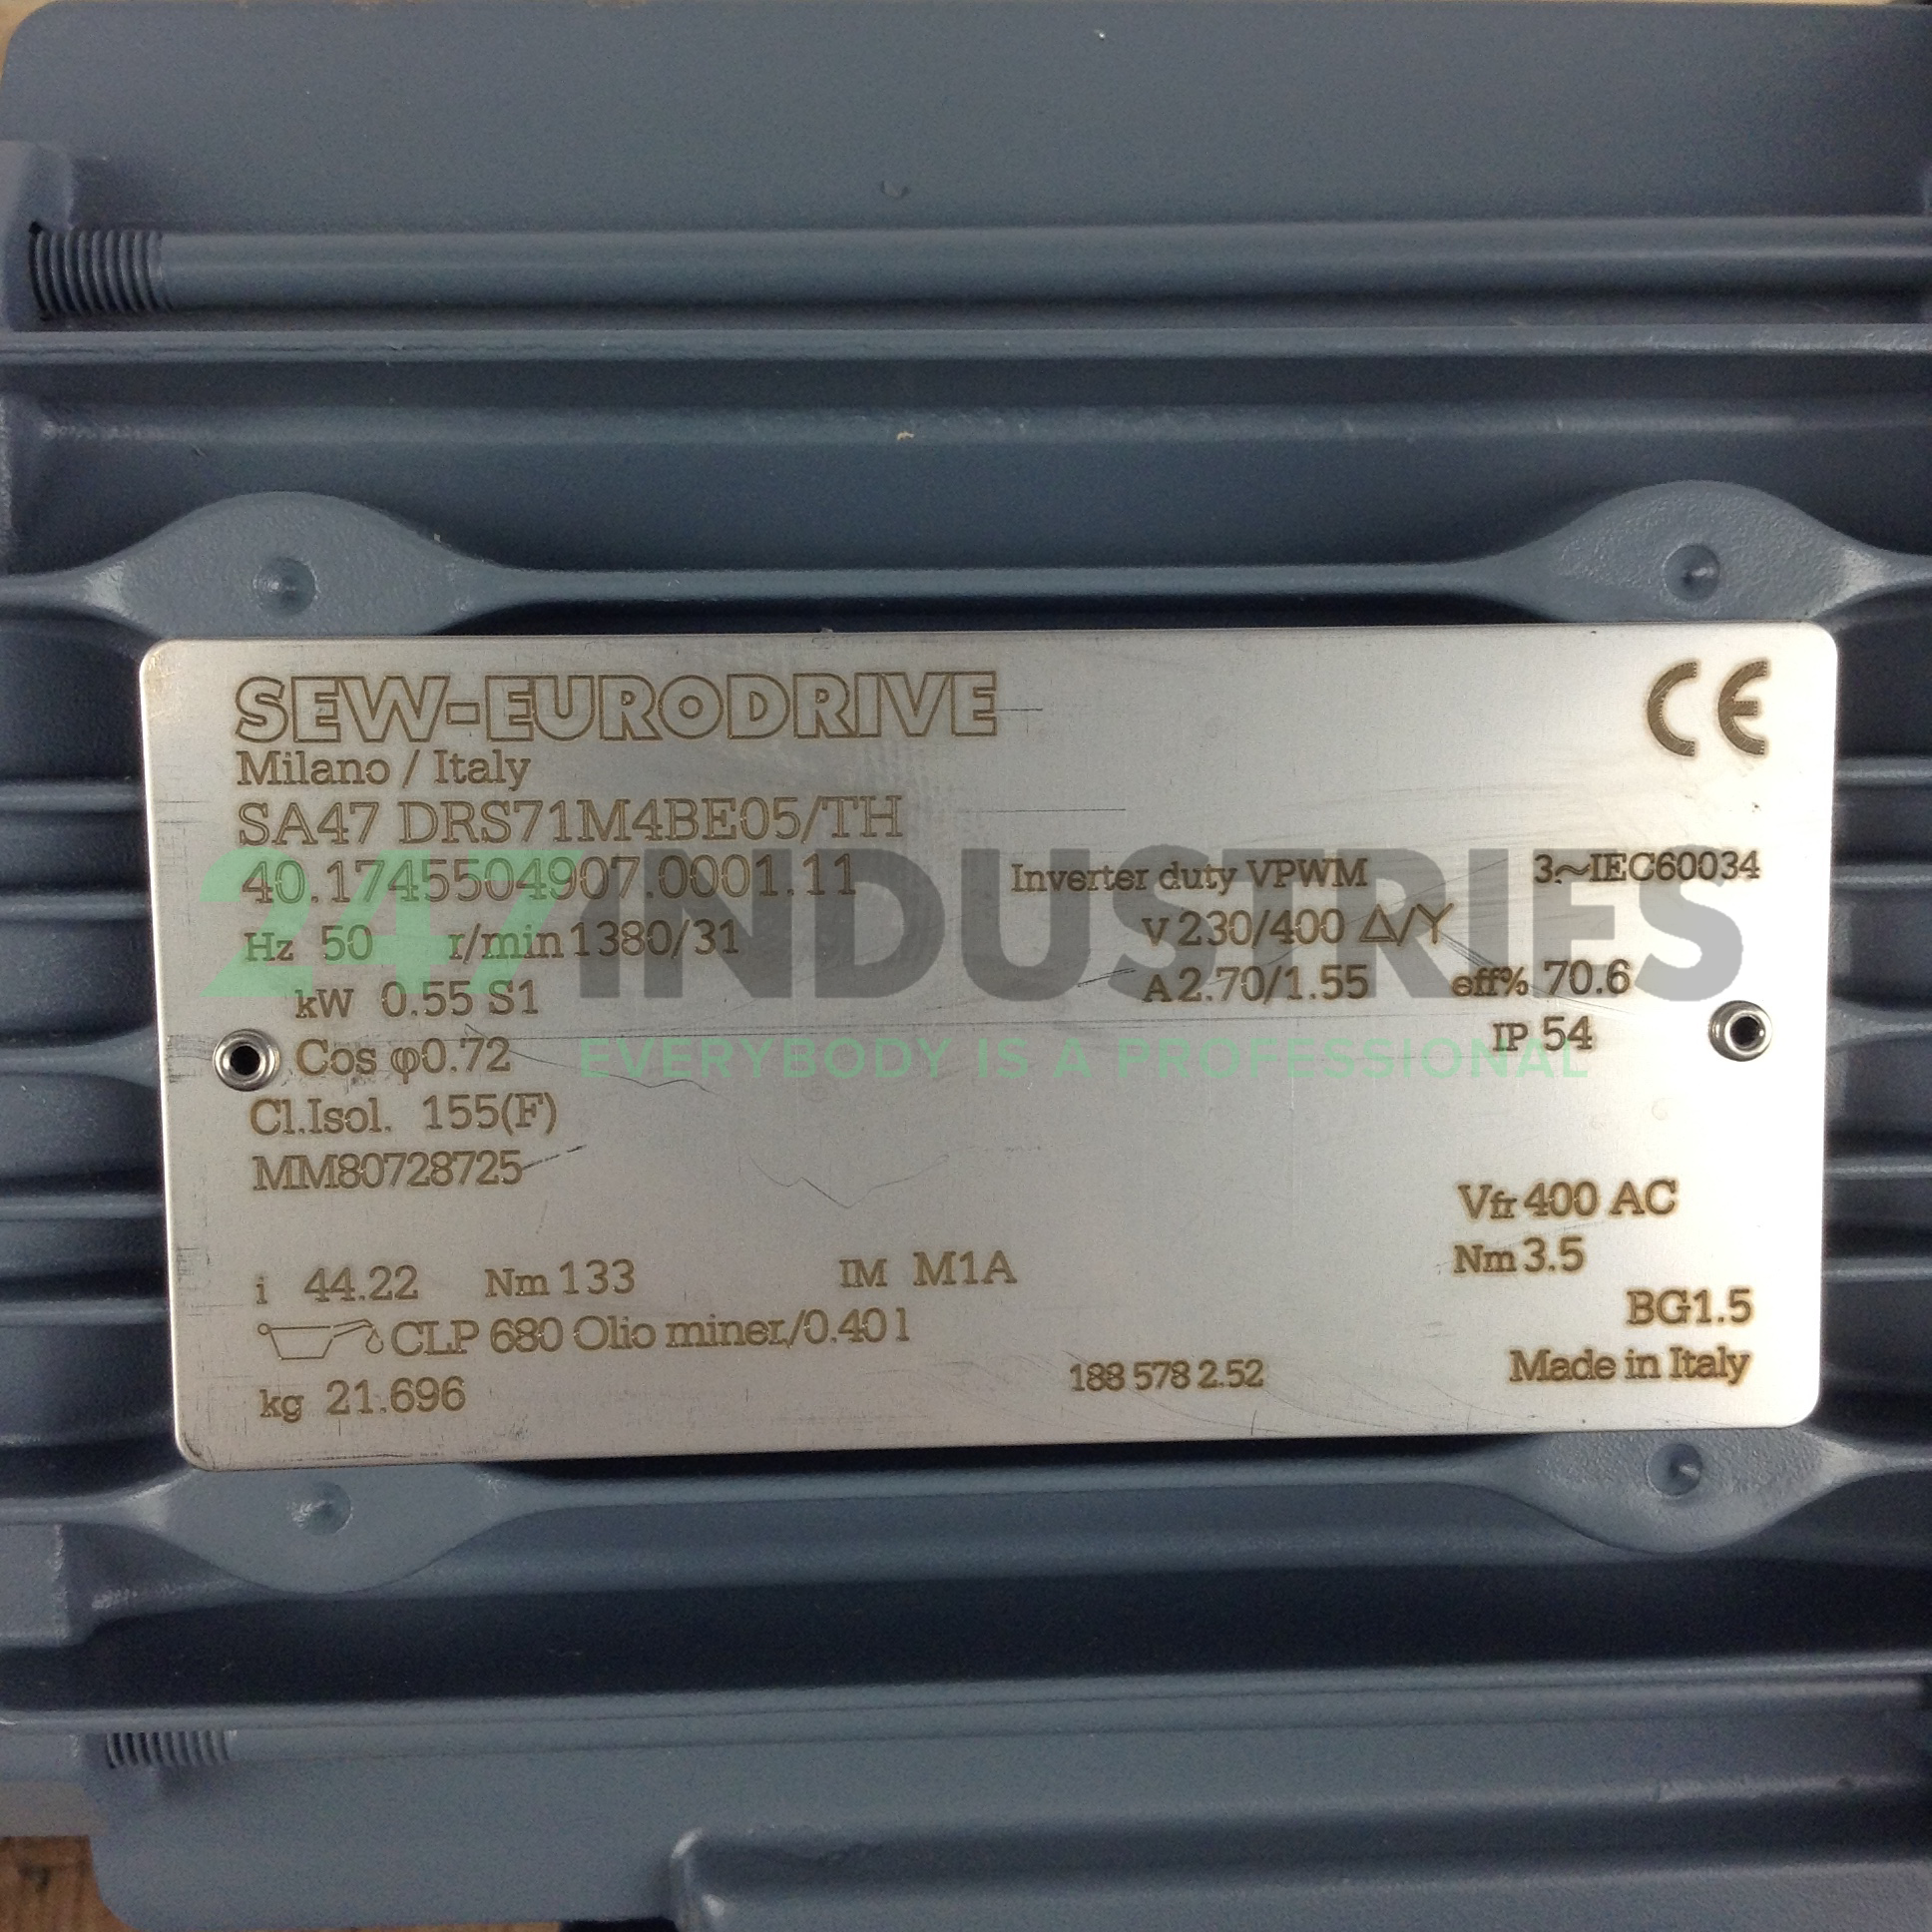 SEW-EURODRIVE
CE
Milano / Italy
SA47 DRS71M4BE05/TH
40.1745504907.0001.11 Inverter duty VPWM 3~IEC60034
Hz 50 r/min 1380/31 V 230/400 Δ/Y
kW 0.55 S1 A 2.70/1.55 eff% 70.6
Cos φ0.72 IP 54
Cl.Isol. 155(F)
MM80728725
Vfr 400 AC
i 44.22 Nm 133 IM M1A Nm 3.5
CLP 680 Olio miner./0.40 l BG1.5
kg 21.696 188 578 2.52 Made in Italy
247INDUSTRIES
EVERYBODY IS A PROFESSIONAL